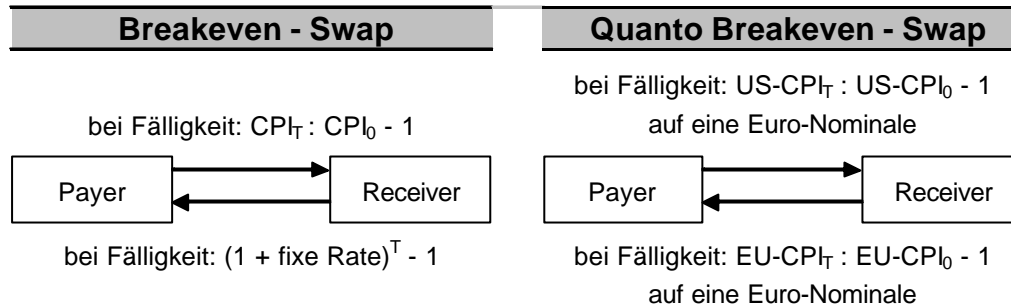 Breakeven - Swap
bei Fälligkeit: CPI_T : CPI_0 - 1
Payer
Receiver
bei Fälligkeit: (1 + fixe Rate)^T - 1
Quanto Breakeven - Swap
bei Fälligkeit: US-CPI_T : US-CPI_0 - 1
auf eine Euro-Nominale
Payer
Receiver
bei Fälligkeit: EU-CPI_T : EU-CPI_0 - 1
auf eine Euro-Nominale